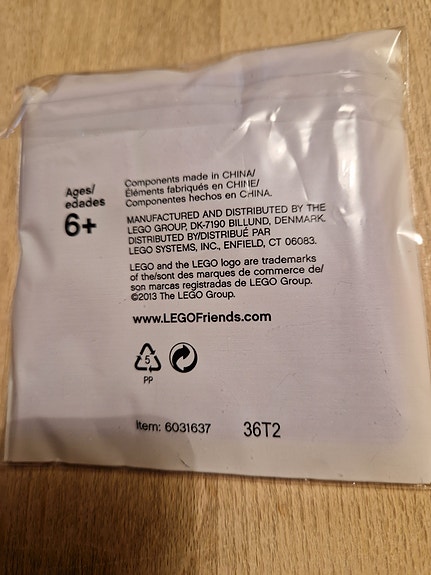 Ages/
edades
6+
Components made in CHINA/
Éléments fabriqués en CHINE/
Componentes hechos en CHINA.
MANUFACTURED AND DISTRIBUTED BY THE
LEGO GROUP, DK-7190 BILLUND, DENMARK.
DISTRIBUTED BY/DISTRIBUÉ PAR
LEGO SYSTEMS, INC., ENFIELD, CT 06083.
LEGO and the LEGO logo are trademarks
of the/sont des marques de commerce de/
son marcas registradas de LEGO Group.
©2013 The LEGO Group.
www.LEGOFriends.com
5
PP
Item: 6031637 36T2